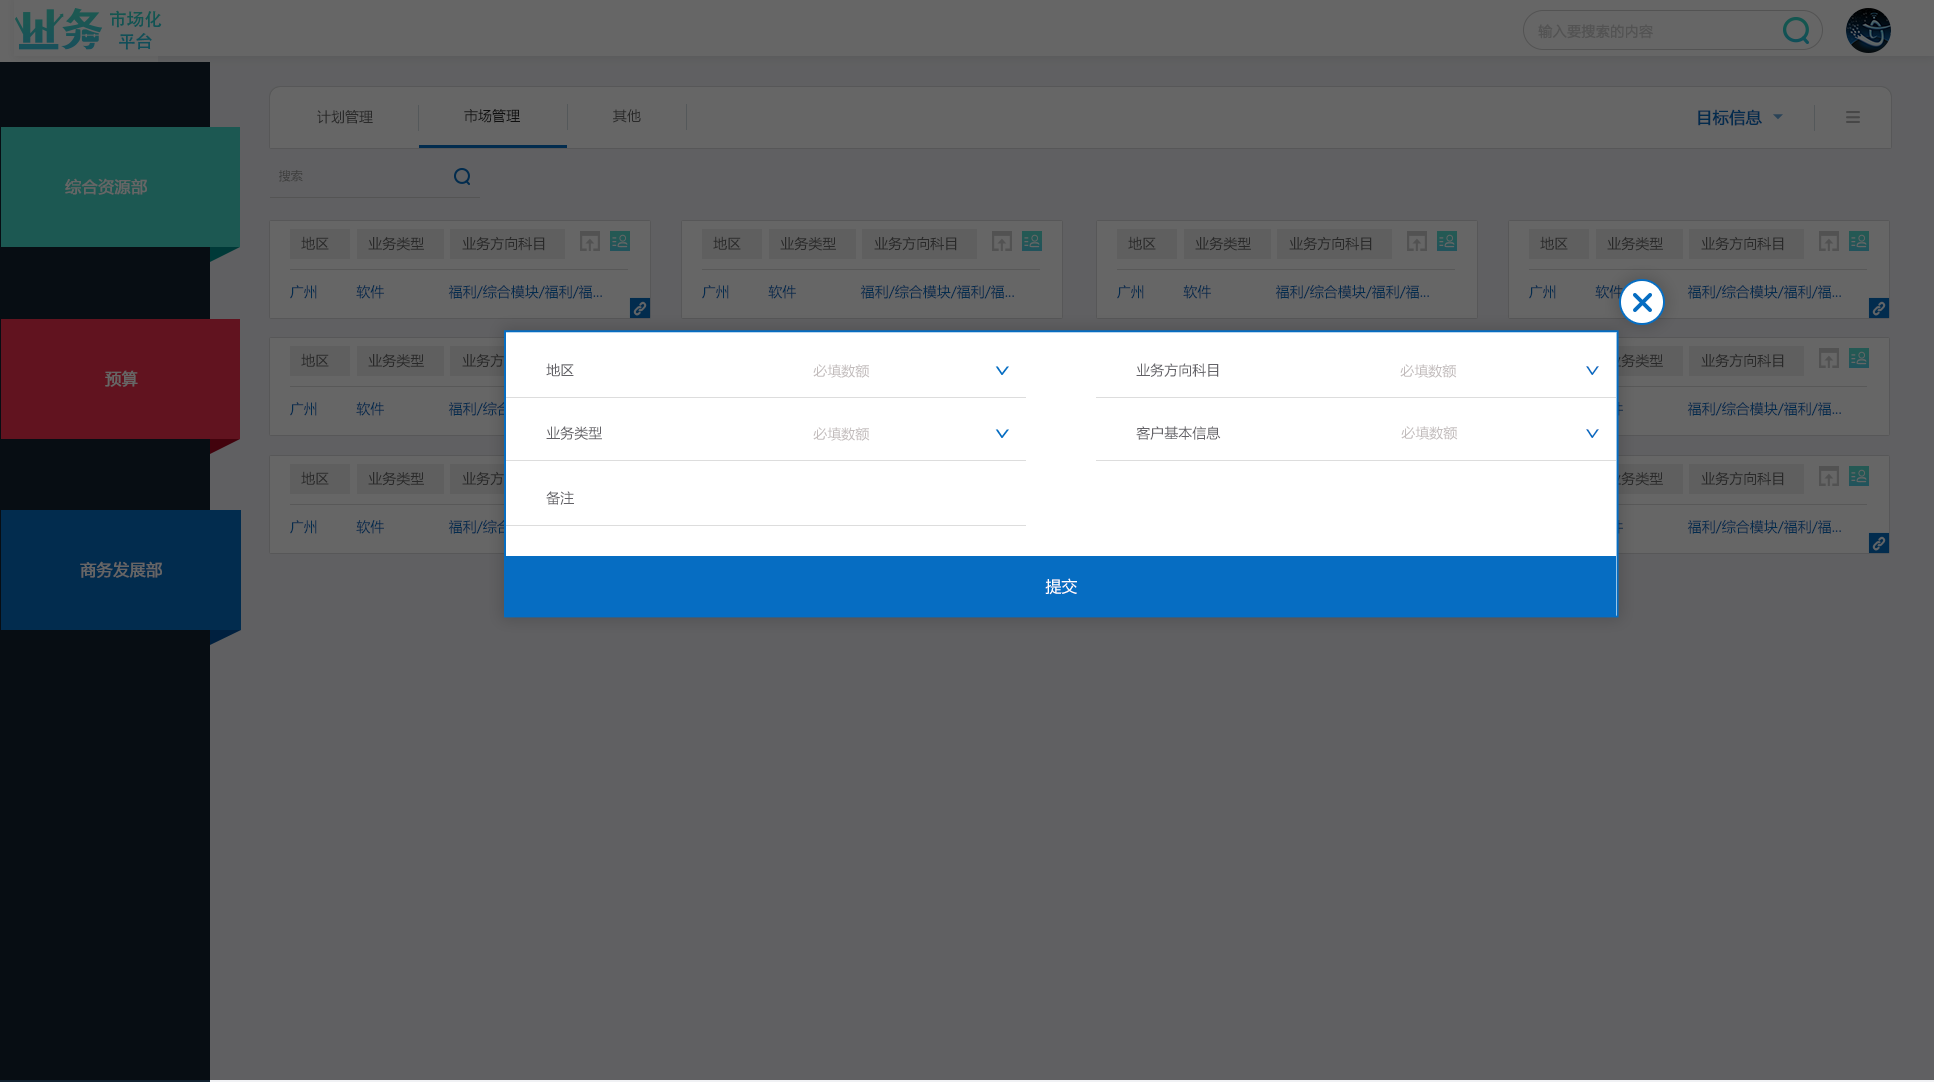 业务 市场化
平台
输入要搜索的内容
计划管理 市场管理 其他 目标信息
搜索
综合资源部
预算
商务发展部
地区 业务类型 业务方向科目
广州 软件 福利/综合模块/福利/福...
地区 业务类型 业务方向科目
广州 软件 福利/综合模块/福利/福...
地区 业务类型 业务方向科目
广州 软件 福利/综合模块/福利/福...
地区 业务类型 业务方向科目
广州 软件 福利/综合模块/福利/福...
地区 业务类型 业务方
广州 软件 福利/综合
务类型 业务方向科目
件 福利/综合模块/福利/福...
地区 业务类型 业务方
广州 软件 福利/综合
务类型 业务方向科目
件 福利/综合模块/福利/福...
地区 必填数额
业务方向科目 必填数额
业务类型 必填数额
客户基本信息 必填数额
备注
提交